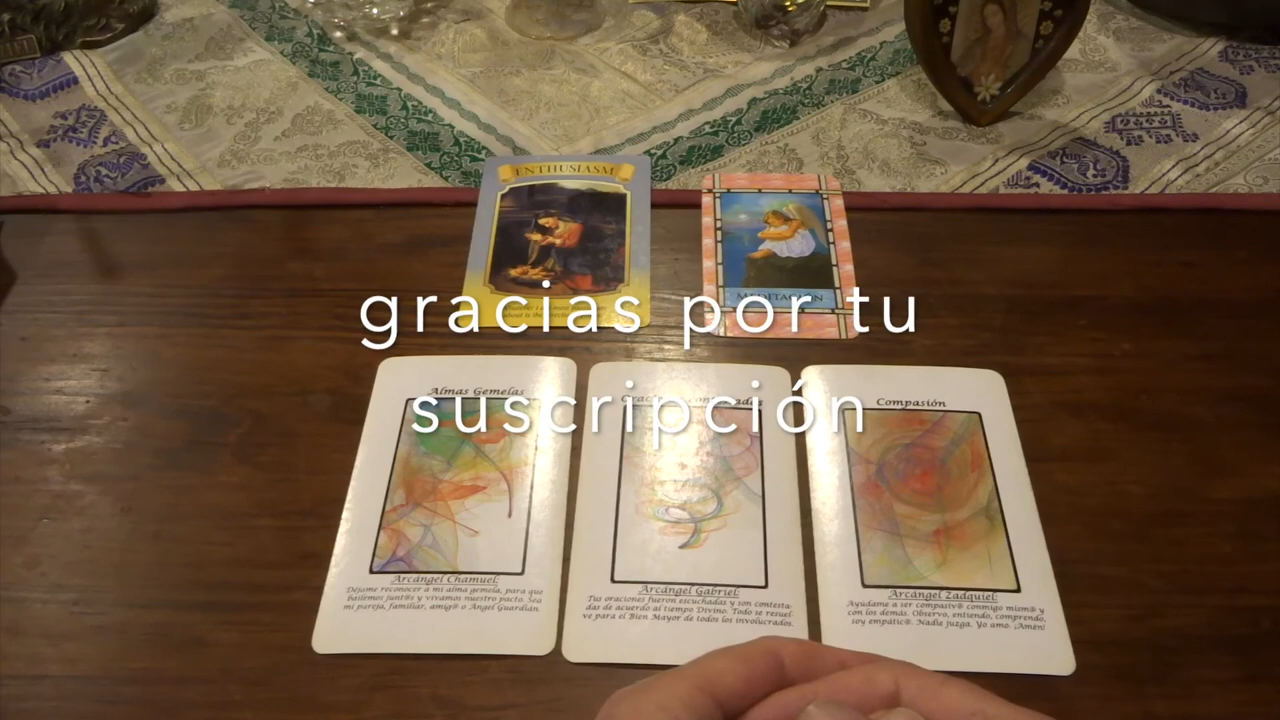 ENTHUSIASM
MEDITACIÓN
gracias por tu
suscripción
Almas Gemelas
Compasión
Arcángel Chamuel:
Déjame reconocer a mi alma gemela, para que
bailemos junt@s y vivamos nuestro pacto. Sea
mi pareja, familiar, amig@ o Ángel Guardián.
Arcángel Gabriel:
Tus oraciones fueron escuchadas y son contesta-
das de acuerdo al tiempo Divino. Todo se resuel-
ve para el Bien Mayor de todos los involucrados.
Arcángel Zadquiel:
Ayúdame a ser compasiv@ conmigo mism@ y
con los demás. Observo, entiendo, comprendo,
soy empátic@. Nadie juzga. Yo amo. ¡Amén!